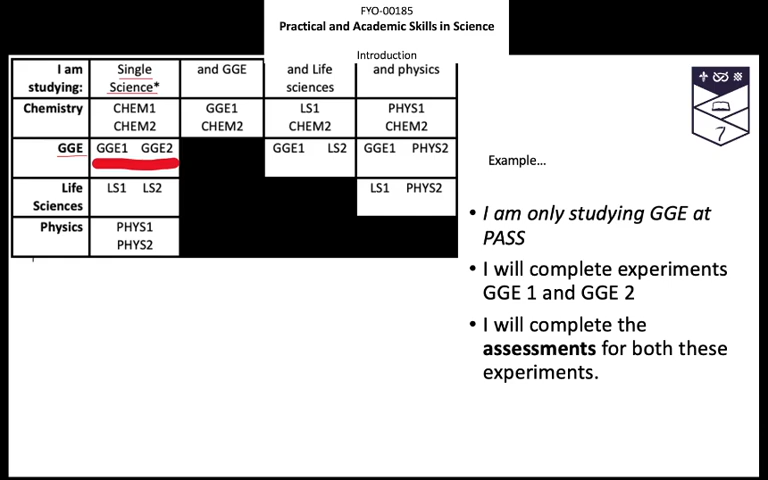 FYO-00185
Practical and Academic Skills in Science
Introduction
I am studying: Single Science* and GGE and Life sciences and physics
Chemistry CHEM1 CHEM2 GGE1 CHEM2 LS1 CHEM2 PHYS1 CHEM2
GGE GGE1 GGE2 GGE1 LS2 GGE1 PHYS2
Life Sciences LS1 LS2 LS1 PHYS2
Physics PHYS1 PHYS2
Example...
• I am only studying GGE at
PASS
• I will complete experiments
GGE 1 and GGE 2
• I will complete the
assessments for both these
experiments.